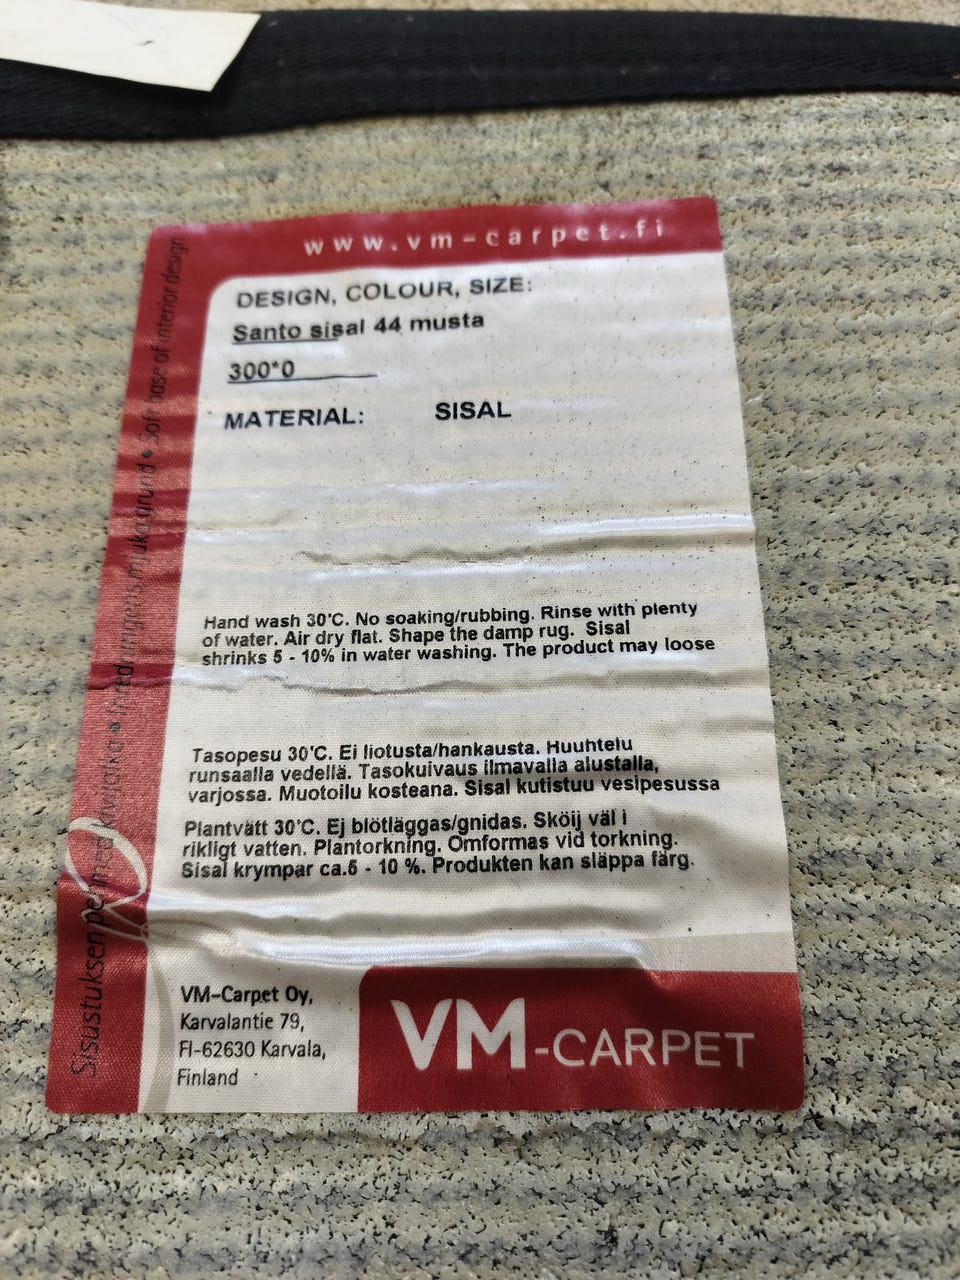 www.vm-carpet.fi
DESIGN, COLOUR, SIZE:
Santo sisal 44 musta
300*0
MATERIAL: SISAL
Hand wash 30'C. No soaking/rubbing. Rinse with plenty
of water. Air dry flat. Shape the damp rug. Sisal
shrinks 5 - 10% in water washing. The product may loose
Tasopesu 30'C. Ei liotusta/hankausta. Huuhtelu
runsaalla vedellä. Tasokuivaus ilmavalla alustalla,
varjossa. Muotoilu kosteana. Sisal kutistuu vesipesussa
Plantvätt 30'C. Ej blötläggas/gnidas. Sköij väl i
rikligt vatten. Plantorkning. Omformas vid torkning.
Sisal krympar ca.5 - 10 %. Produkten kan släppa färg.
Sisustuksen pehmeä • Inredningens mjuka grund • Soft base of interior design
VM-Carpet Oy,
Karvalantie 79,
FI-62630 Karvala,
Finland
VM-CARPET